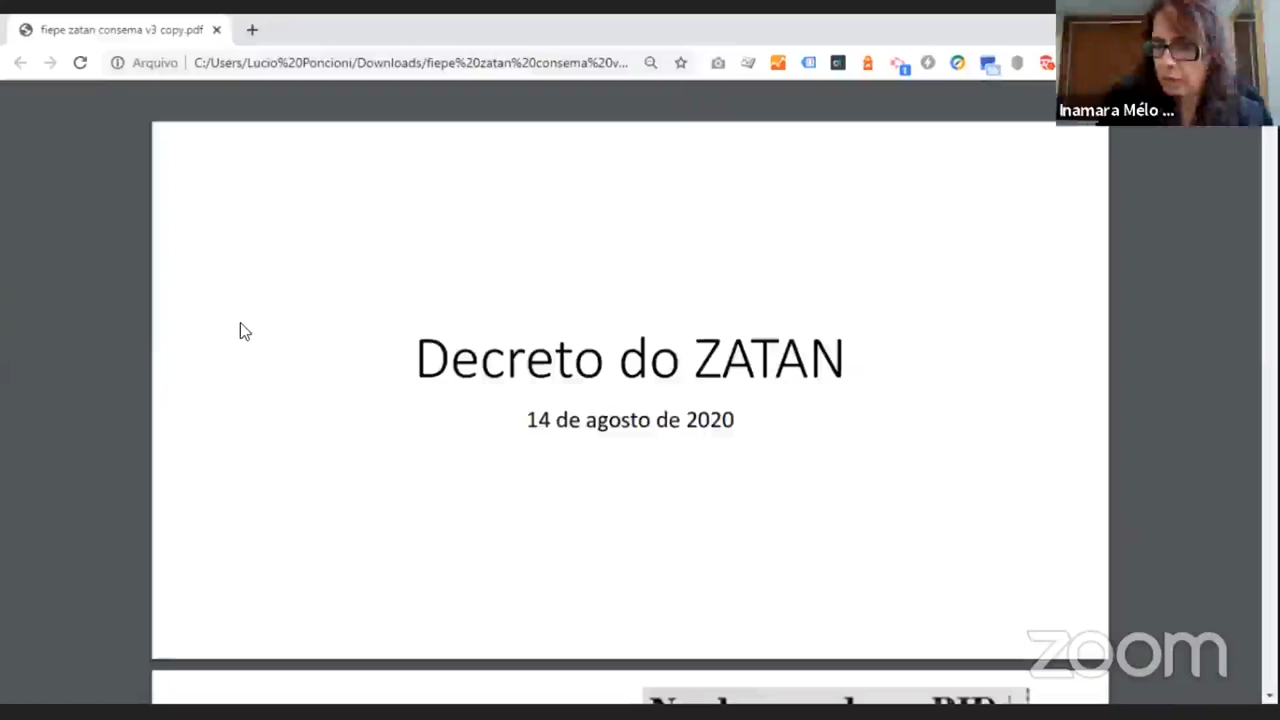 fiepe zatan consema v3 copy.pdf
Arquivo
C:/Users/Lucio%20Poncioni/Downloads/fiepe%20zatan%20consema%20v...
Inamara Mélo ...
Decreto do ZATAN
14 de agosto de 2020
zoom